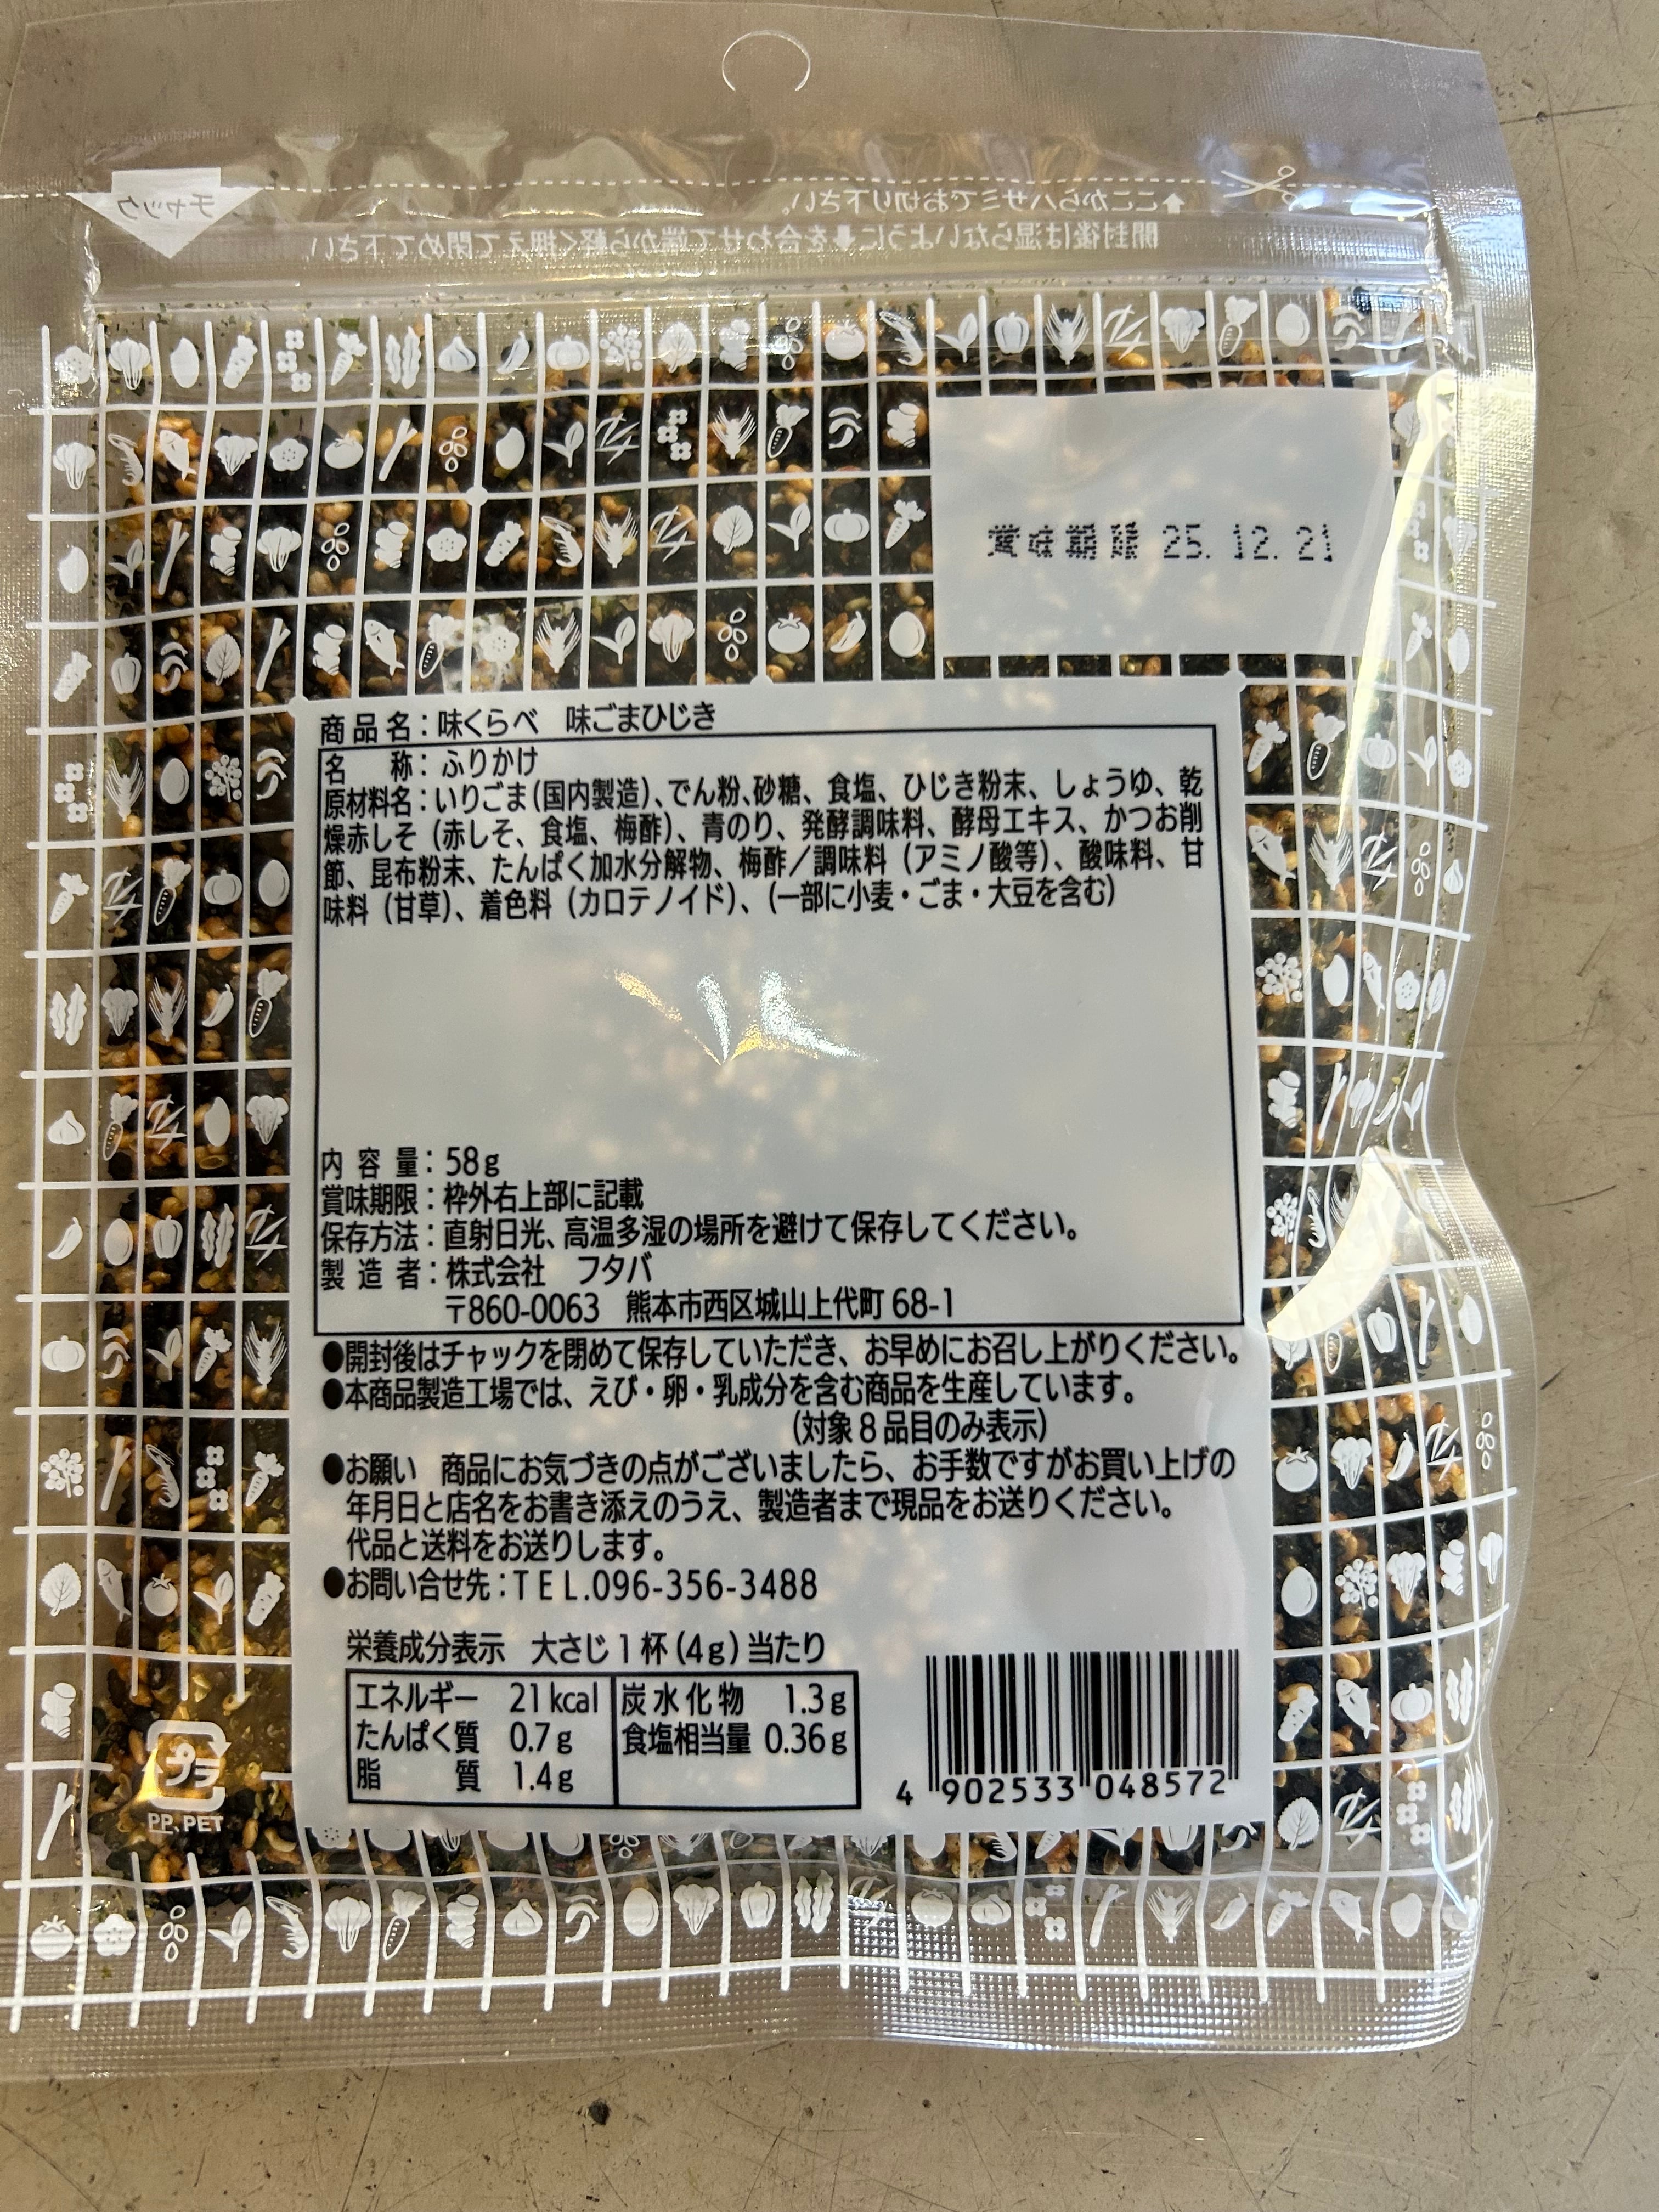 チャック
⬆ここからハサミでお切り下さい。
開封後は湿らないように⬇を合わせて端から軽く押えて閉めて下さい
賞味期限 25. 12. 21
商品名：味くらべ　味ごまひじき
名　称：ふりかけ
原材料名：いりごま（国内製造）、でん粉、砂糖、食塩、ひじき粉末、しょうゆ、乾
燥赤しそ（赤しそ、食塩、梅酢）、青のり、発酵調味料、酵母エキス、かつお削
節、昆布粉末、たんぱく加水分解物、梅酢／調味料（アミノ酸等）、酸味料、甘
味料（甘草）、着色料（カロテノイド）、（一部に小麦・ごま・大豆を含む）
内容量：58g
賞味期限：枠外右上部に記載
保存方法：直射日光、高温多湿の場所を避けて保存してください。
製造者：株式会社　フタバ
〒860-0063　熊本市西区城山上代町 68-1
●開封後はチャックを閉めて保存していただき、お早めにお召し上がりください。
●本商品製造工場では、えび・卵・乳成分を含む商品を生産しています。
（対象８品目のみ表示）
●お願い　商品にお気づきの点がございましたら、お手数ですがお買い上げの
年月日と店名をお書き添えのうえ、製造者まで現品をお送りください。
代品と送料をお送りします。
●お問い合せ先：TEL.096-356-3488
栄養成分表示　大さじ１杯（4g）当たり
エネルギー　21kcal　炭水化物　1.3g
たんぱく質　0.7g　食塩相当量　0.36g
脂　質　1.4g
4 902533 048572
プラ
PP、PET